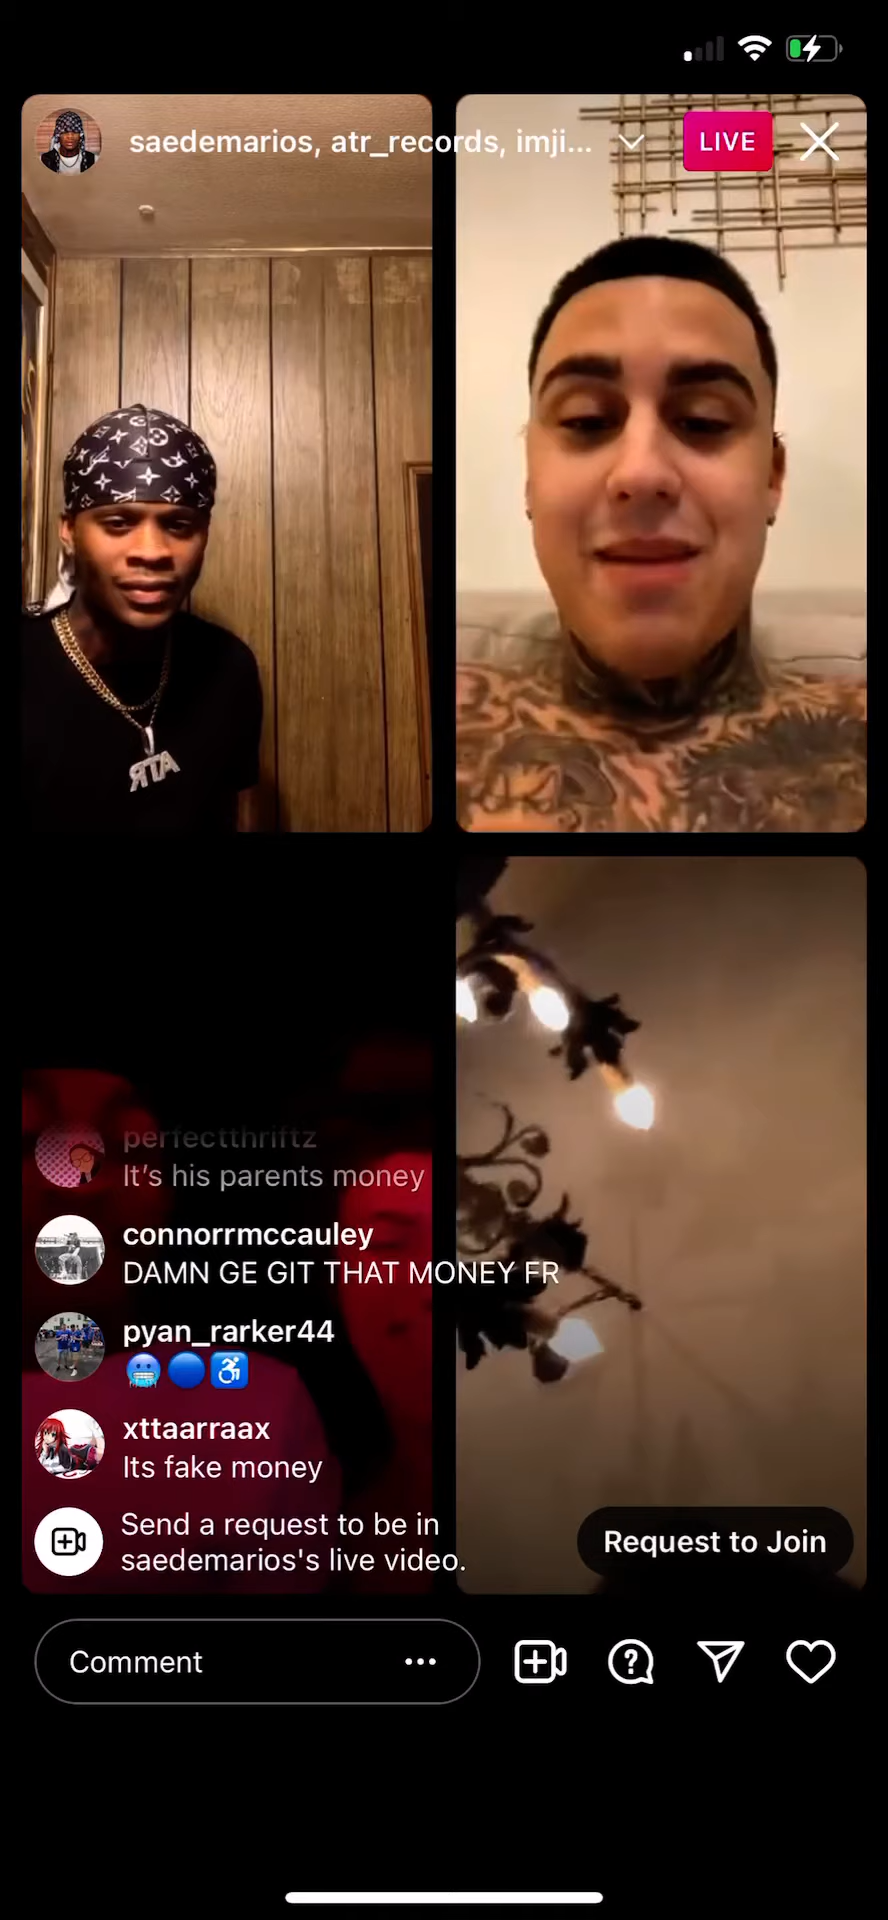 saedemarios, atr_records, imji...
LIVE
ATR
perfectthriftz
It's his parents money
connorrmccauley
DAMN GE GIT THAT MONEY FR
pyan_rarker44
🥶🔵♿
xttaarraax
Its fake money
Send a request to be in
saedemarios's live video.
Request to Join
Comment